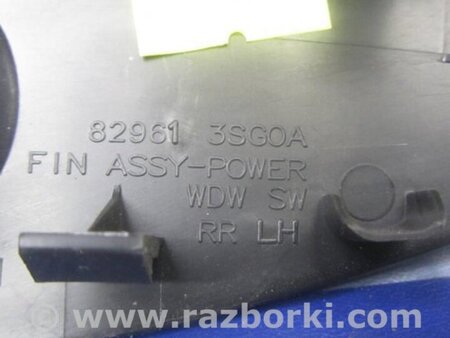 82961 3SG0A
FIN ASSY-POWER
WDW SW
RR LH
www.razborki.com